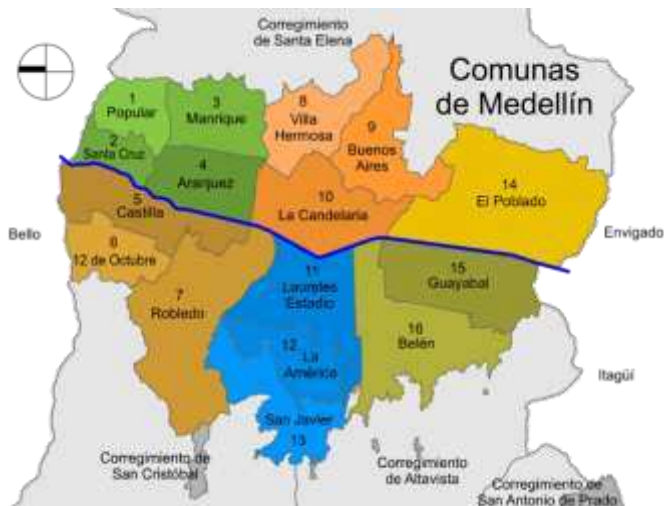 Corregimiento
de Santa Elena
Comunas
de Medellín
1
Popular
3
Manrique
8
Villa
Hermosa
9
Buenos
Aires
2
Santa Cruz
4
Aranjuez
14
El Poblado
5
Castilla
10
La Candelaria
Bello
Envigado
6
12 de Octubre
7
Robledo
11
Laureles
Estadio
15
Guayabal
16
Belén
12
La
América
Itagüí
San Javier
13
Corregimiento de
San Cristóbal
Corregimiento
de Altavista
Corregimiento de
San Antonio de Prado